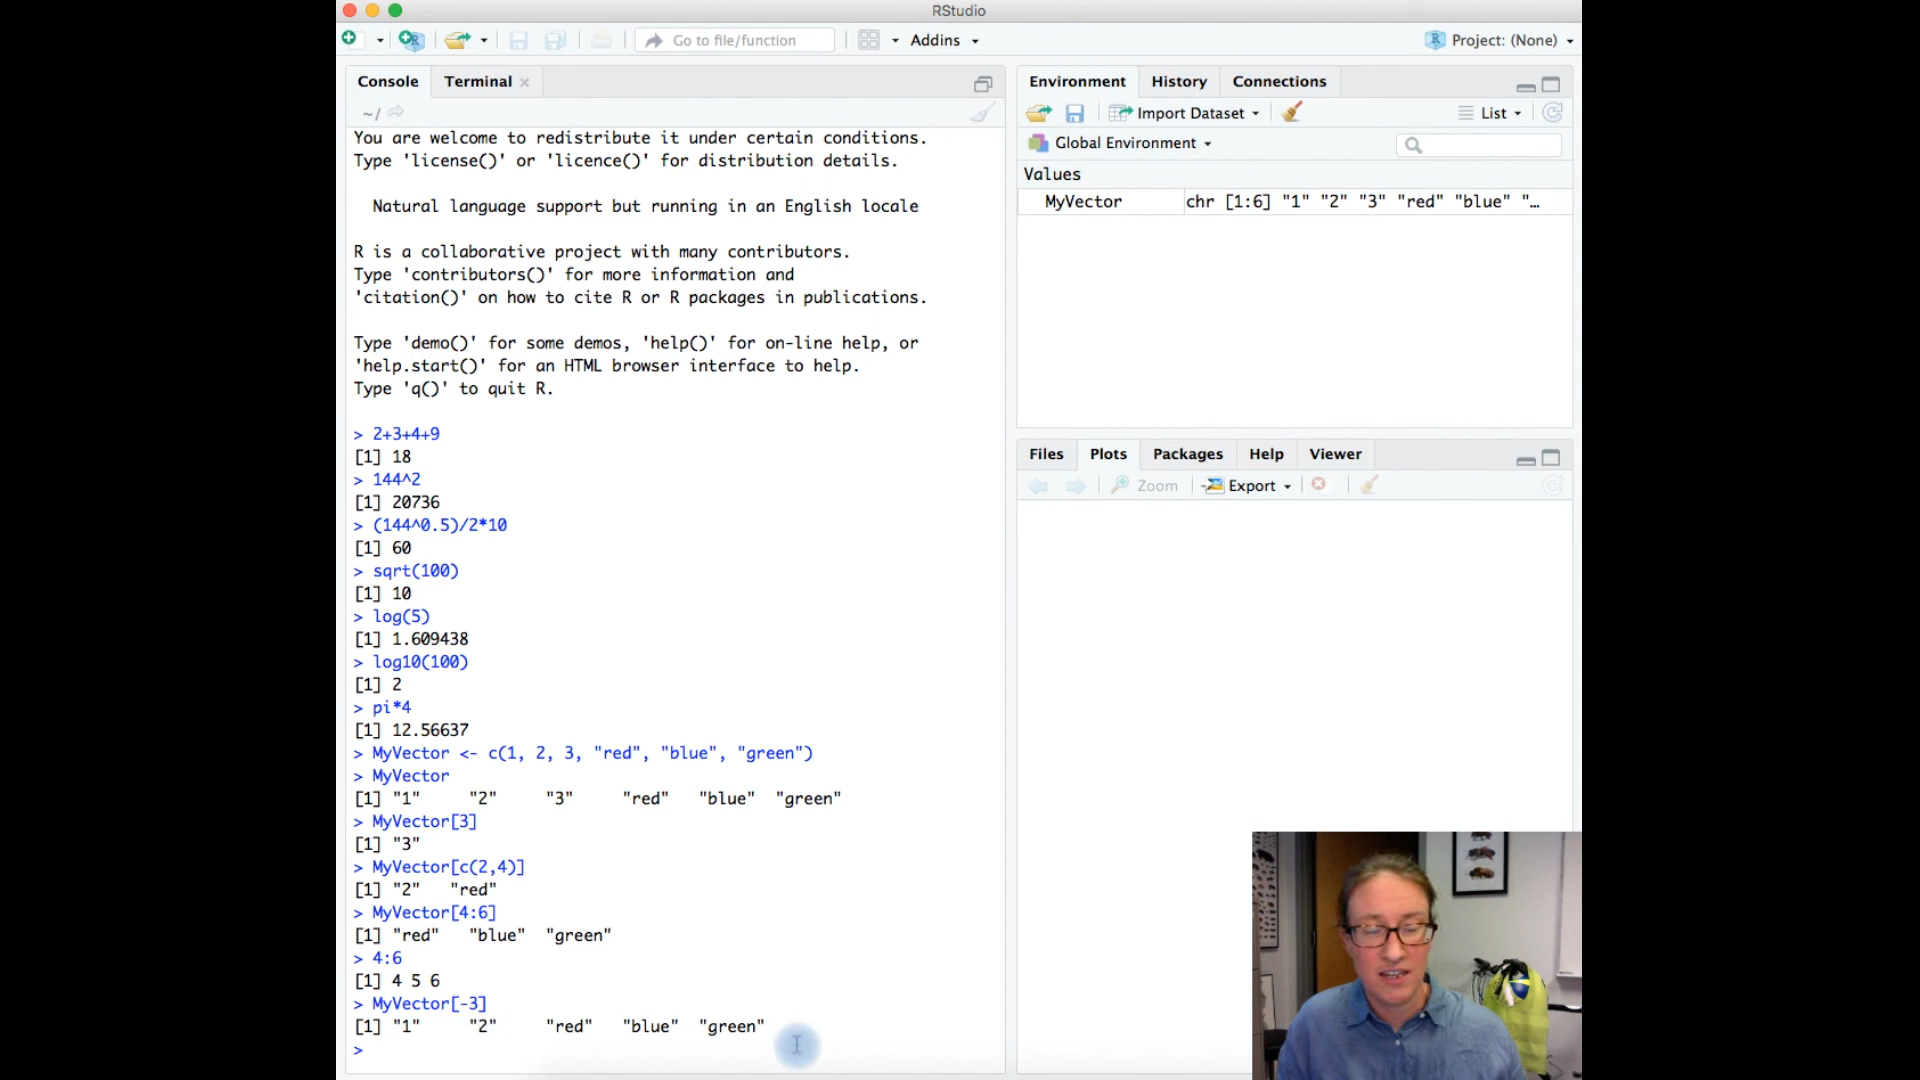 RStudio
Go to file/function
Addins
Project: (None)
Console Terminal
~/
You are welcome to redistribute it under certain conditions.
Type 'license()' or 'licence()' for distribution details.
Natural language support but running in an English locale
R is a collaborative project with many contributors.
Type 'contributors()' for more information and
'citation()' on how to cite R or R packages in publications.
Type 'demo()' for some demos, 'help()' for on-line help, or
'help.start()' for an HTML browser interface to help.
Type 'q()' to quit R.
> 2+3+4+9
[1] 18
> 144^2
[1] 20736
> (144^0.5)/2*10
[1] 60
> sqrt(100)
[1] 10
> log(5)
[1] 1.609438
> log10(100)
[1] 2
> pi*4
[1] 12.56637
> MyVector <- c(1, 2, 3, "red", "blue", "green")
> MyVector
[1] "1" "2" "3" "red" "blue" "green"
> MyVector[3]
[1] "3"
> MyVector[c(2,4)]
[1] "2" "red"
> MyVector[4:6]
[1] "red" "blue" "green"
> 4:6
[1] 4 5 6
> MyVector[-3]
[1] "1" "2" "red" "blue" "green"
>
Environment History Connections
Import Dataset
List
Global Environment
Values
MyVector chr [1:6] "1" "2" "3" "red" "blue" "…
Files Plots Packages Help Viewer
Zoom Export